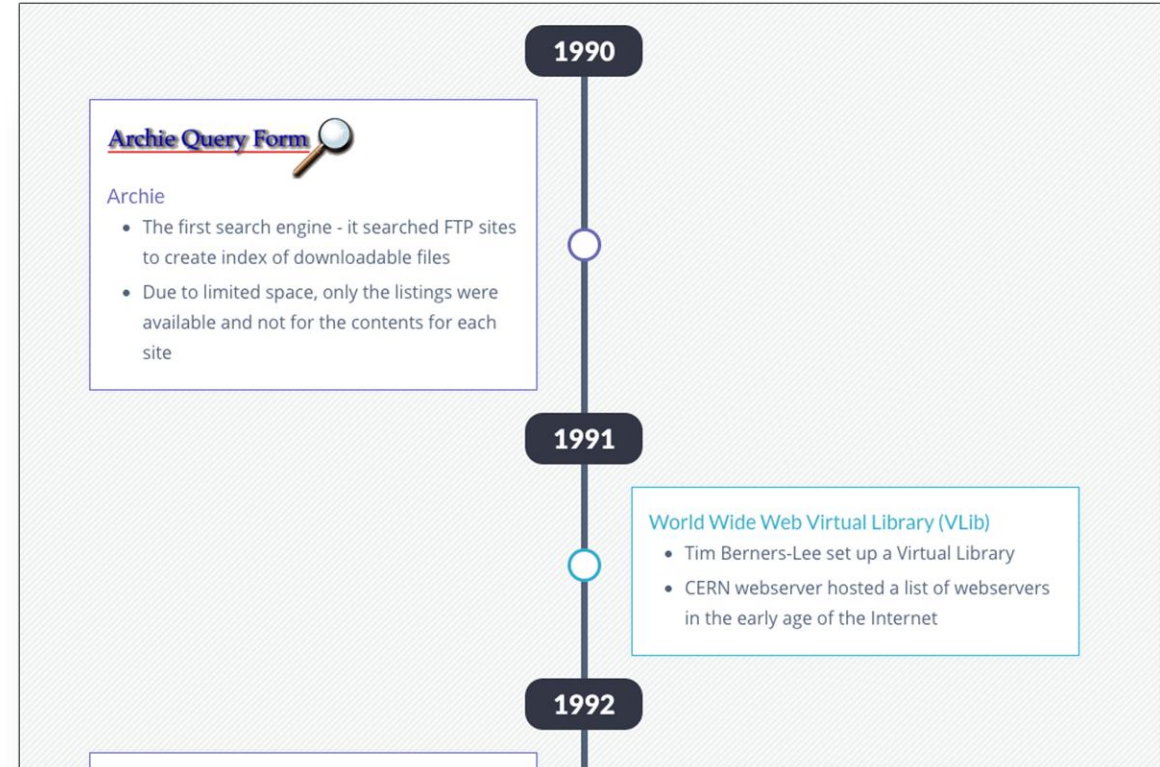 1990
Archie Query Form
Archie
• The first search engine - it searched FTP sites
to create index of downloadable files
• Due to limited space, only the listings were
available and not for the contents for each
site
1991
World Wide Web Virtual Library (VLib)
• Tim Berners-Lee set up a Virtual Library
• CERN webserver hosted a list of webservers
in the early age of the Internet
1992